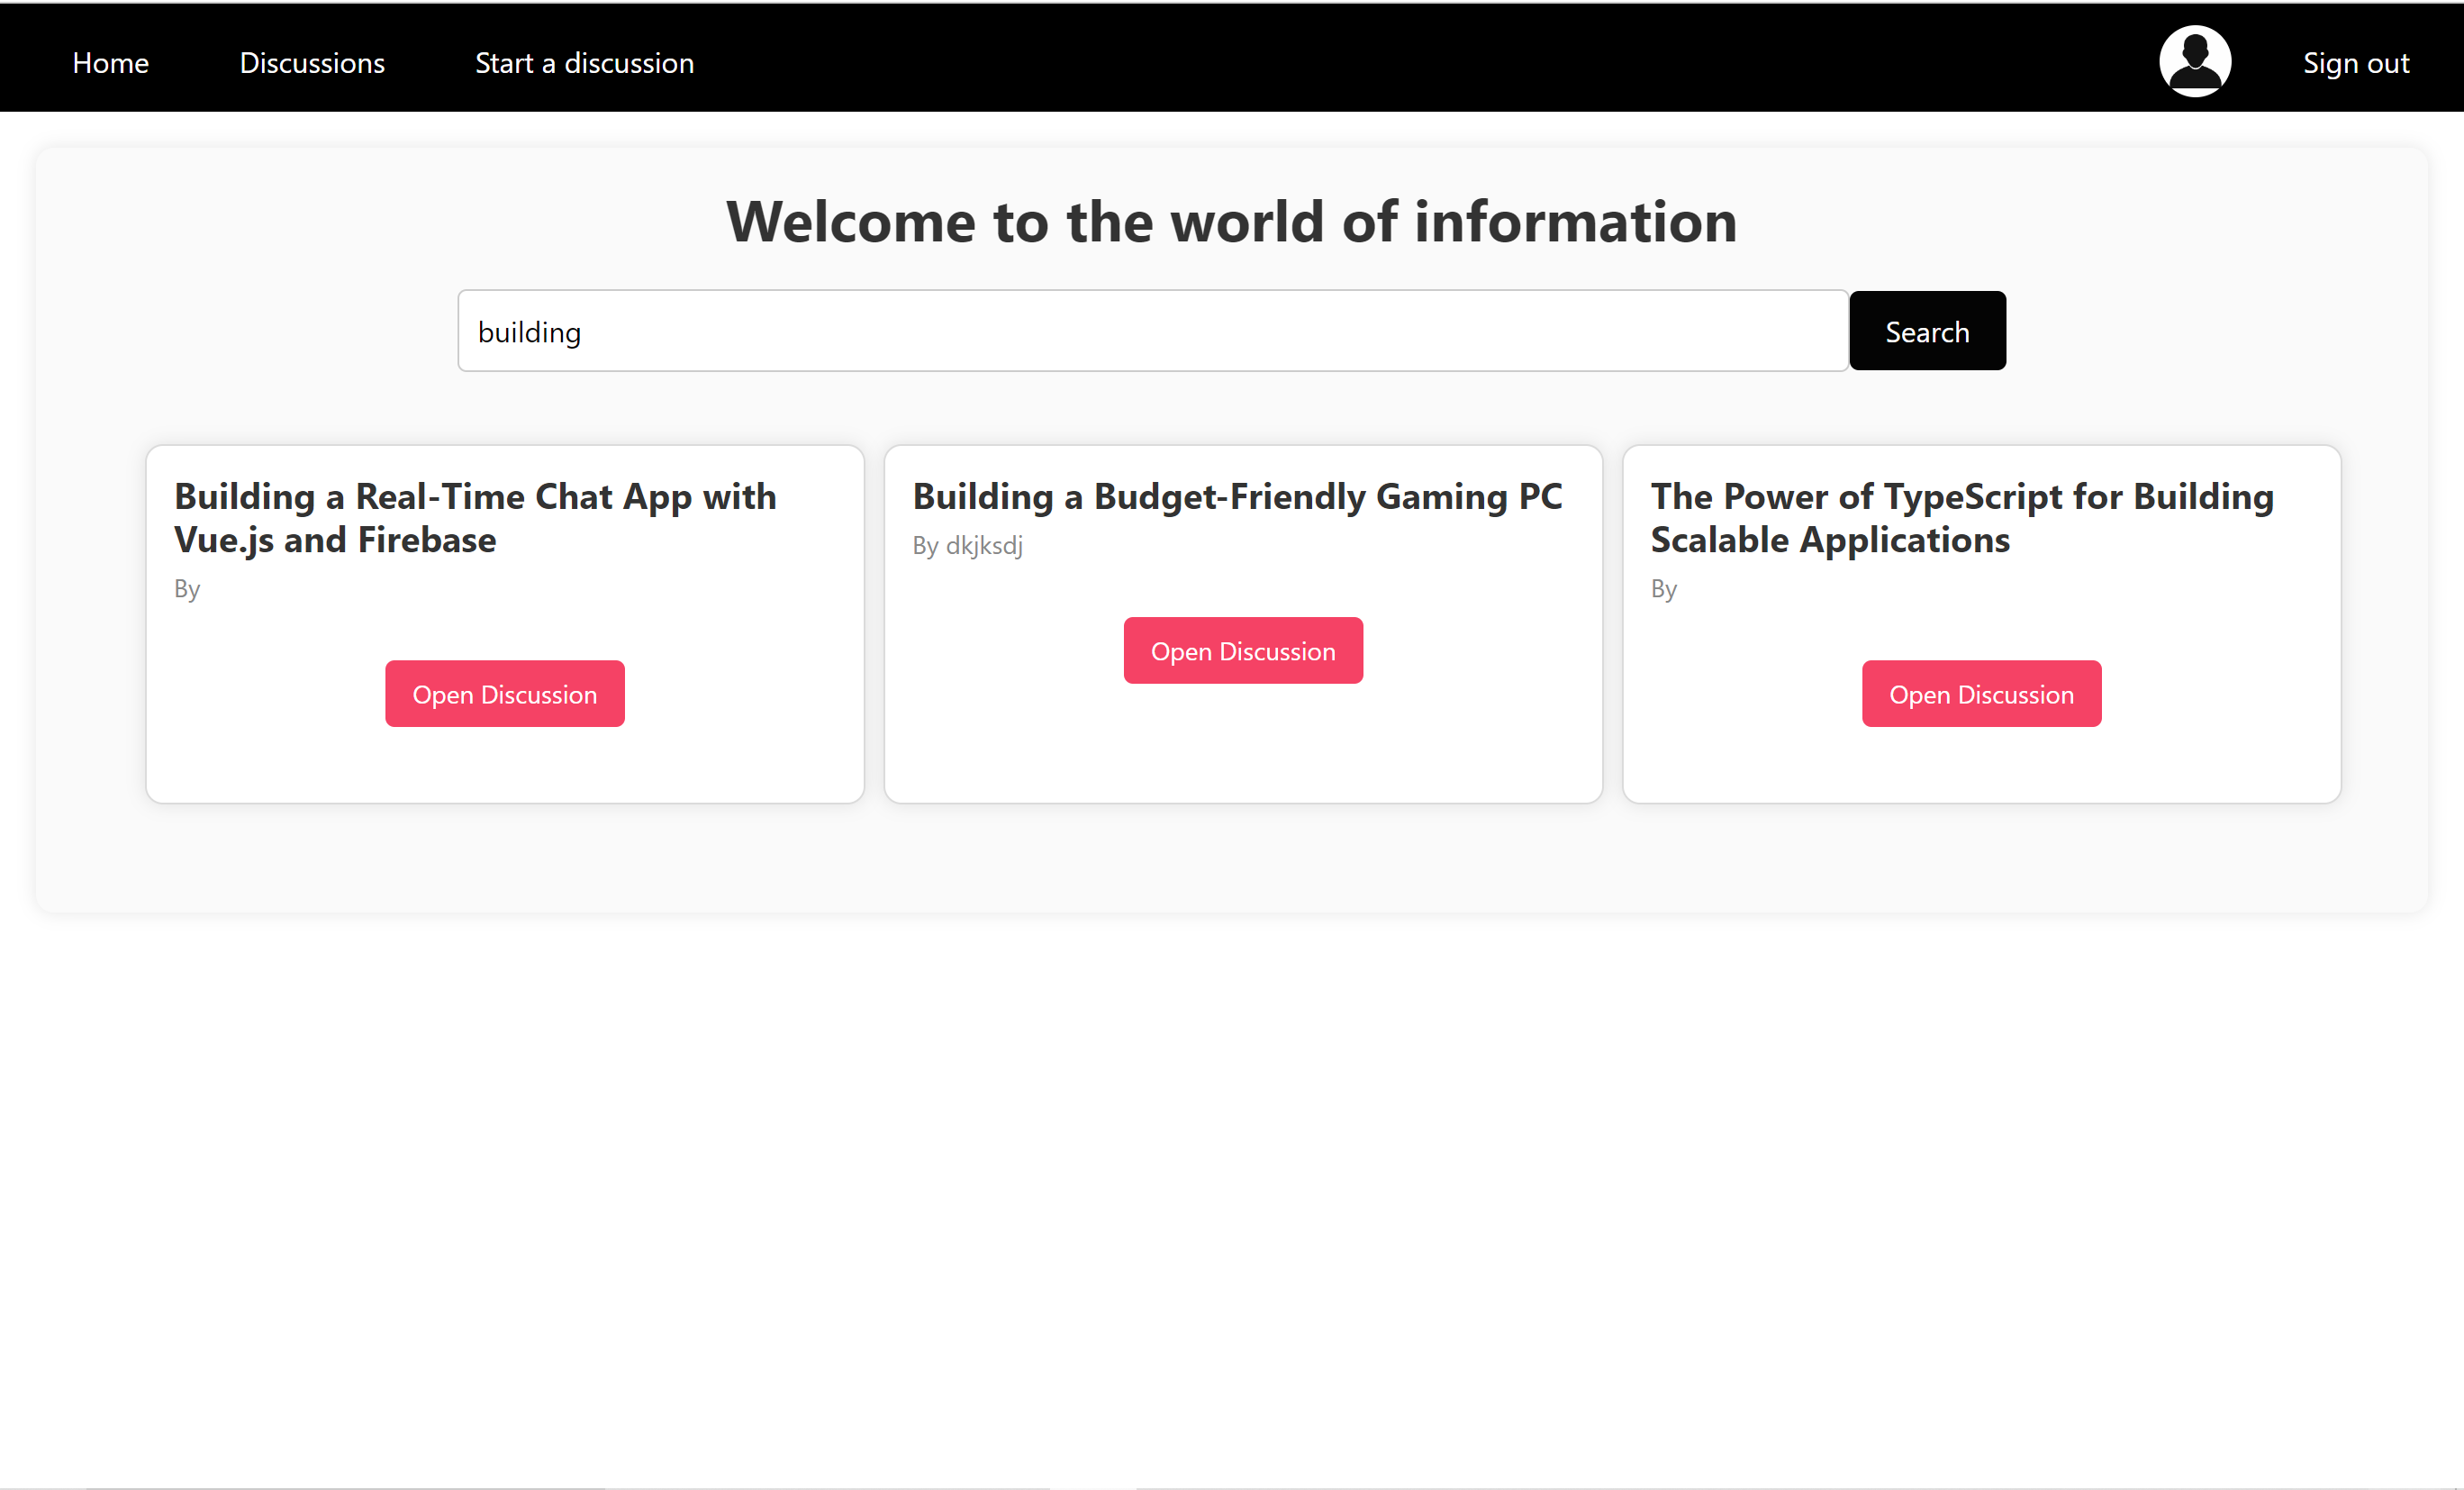 Home Discussions Start a discussion Sign out
Welcome to the world of information
building Search
Building a Real-Time Chat App with
Vue.js and Firebase
By
Open Discussion
Building a Budget-Friendly Gaming PC
By dkjksdj
Open Discussion
The Power of TypeScript for Building
Scalable Applications
By
Open Discussion